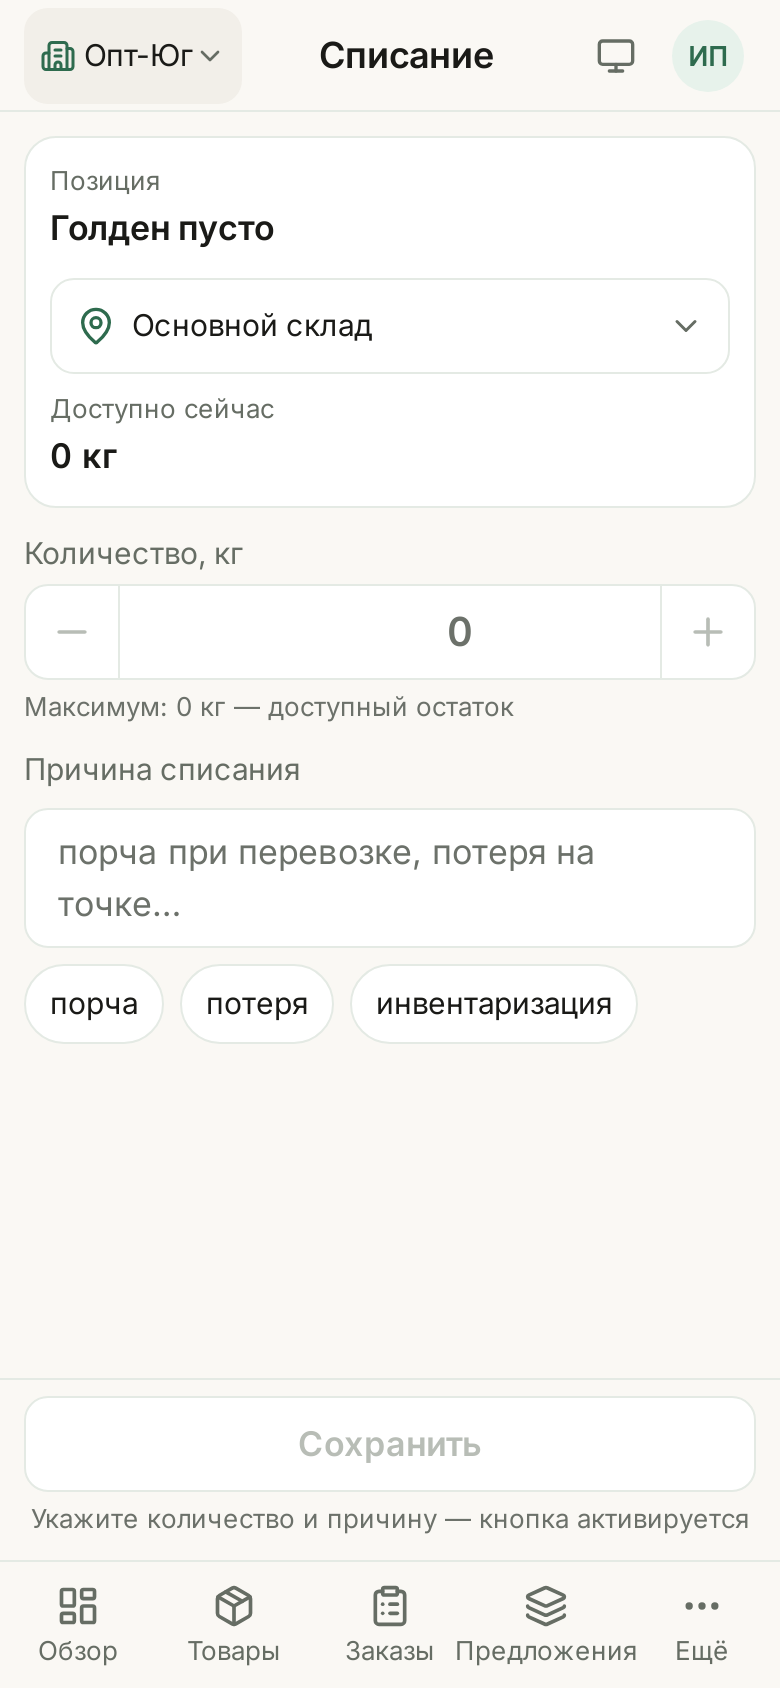 Опт-Юг
Списание
ИП
Позиция
Голден пусто
Основной склад
Доступно сейчас
0 кг
Количество, кг
0
Максимум: 0 кг — доступный остаток
Причина списания
порча при перевозке, потеря на
точке...
порча
потеря
инвентаризация
Сохранить
Укажите количество и причину — кнопка активируется
Обзор
Товары
Заказы
Предложения
Ещё